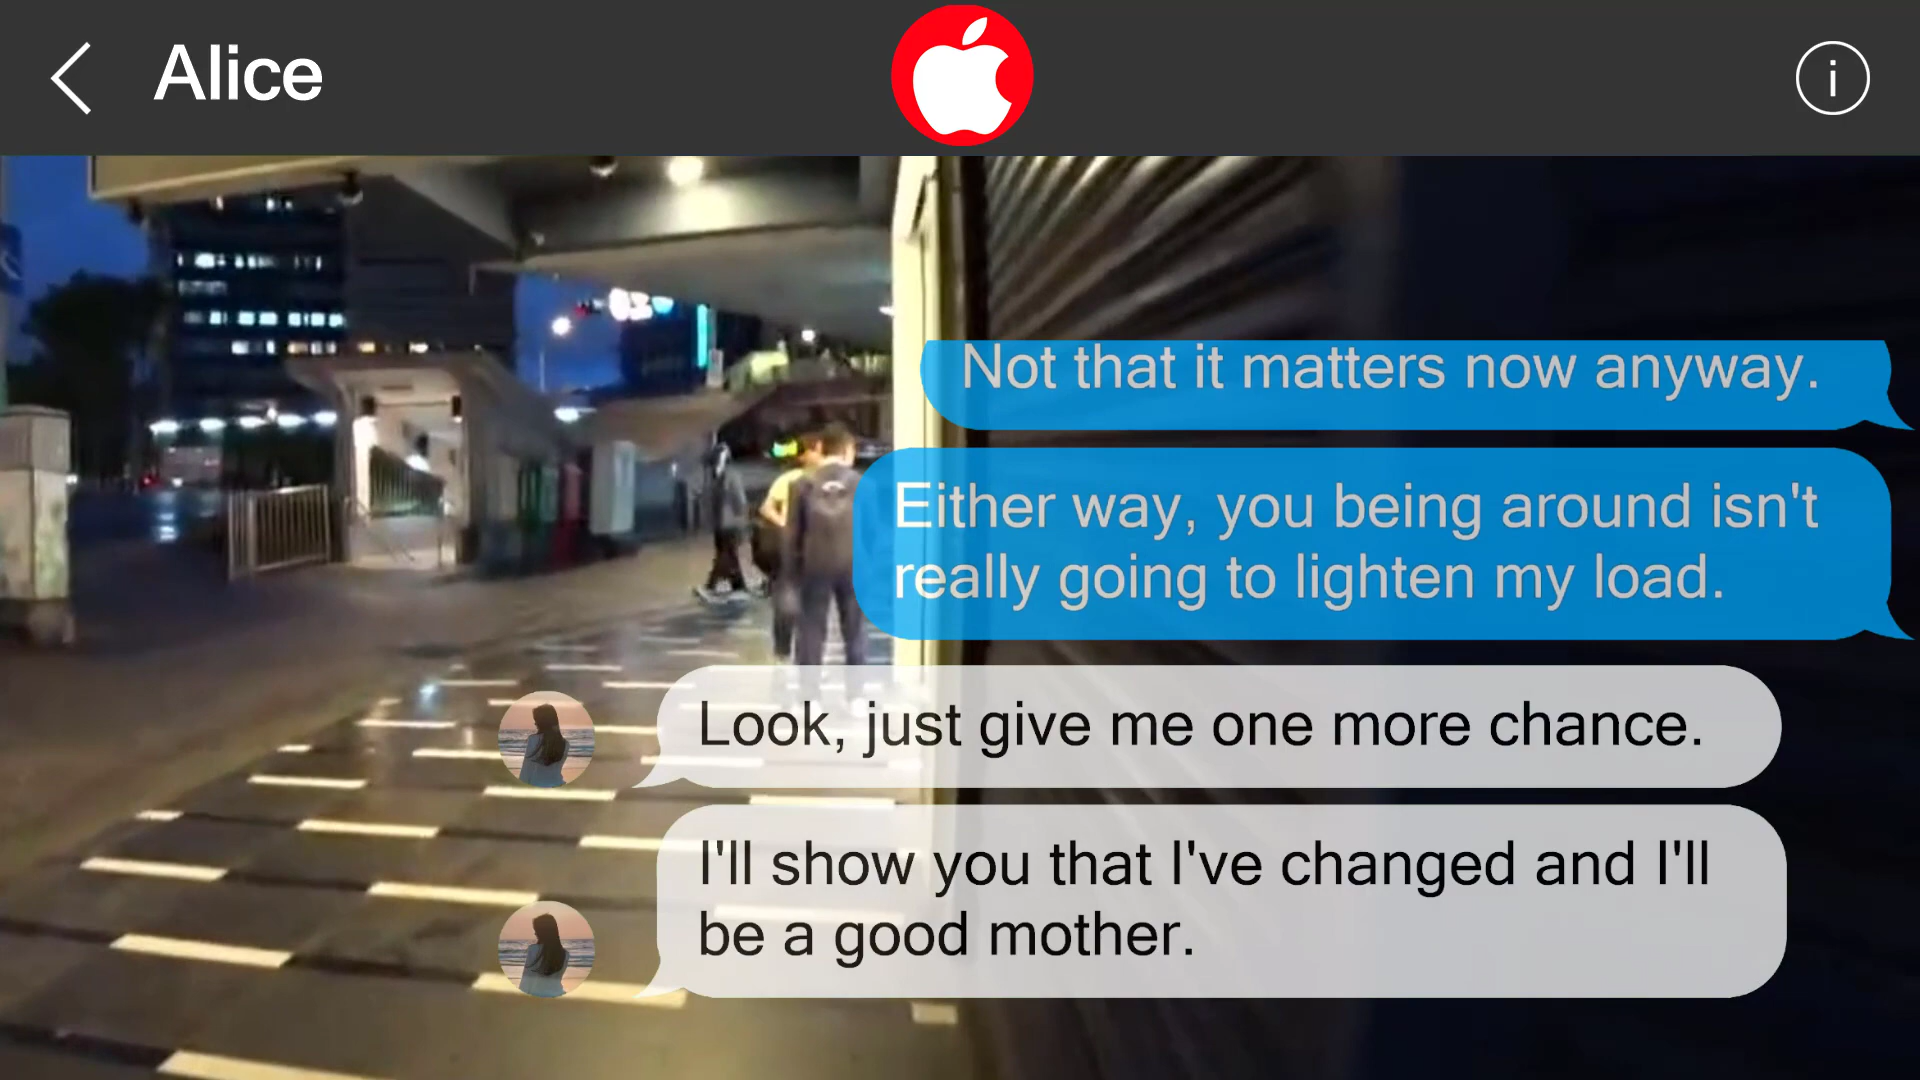 Alice
Not that it matters now anyway.
Either way, you being around isn't
really going to lighten my load.
Look, just give me one more chance.
I'll show you that I've changed and I'll
be a good mother.